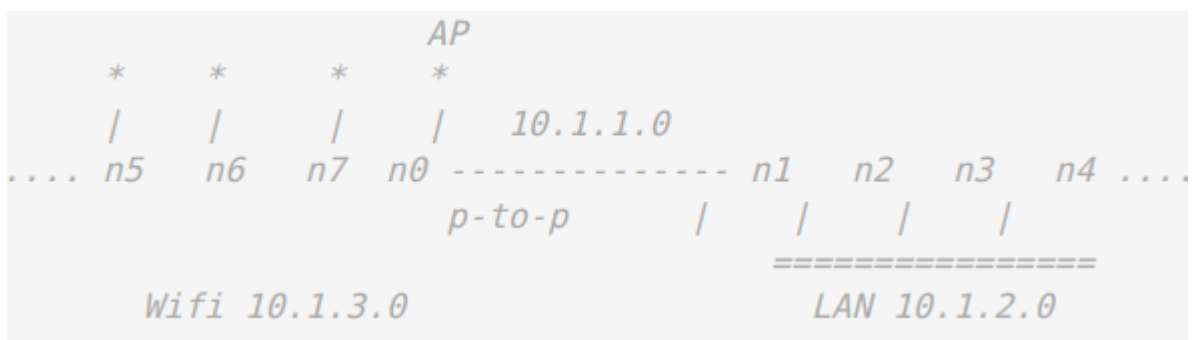 AP
* * * *
| | | | 10.1.1.0
.... n5 n6 n7 n0 -------------- n1 n2 n3 n4 ....
p-to-p | | | |
================
Wifi 10.1.3.0 LAN 10.1.2.0